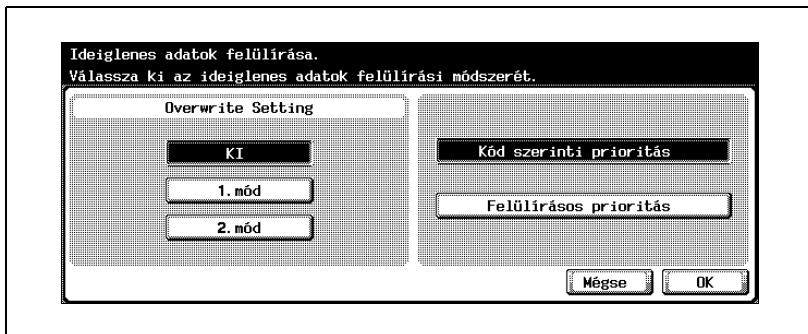 Ideiglenes adatok felülírása.
Válassza ki az ideiglenes adatok felülírási módszerét.
Overwrite Setting
KI
1. mód
2. mód
Kód szerinti prioritás
Felülírásos prioritás
Mégse
OK